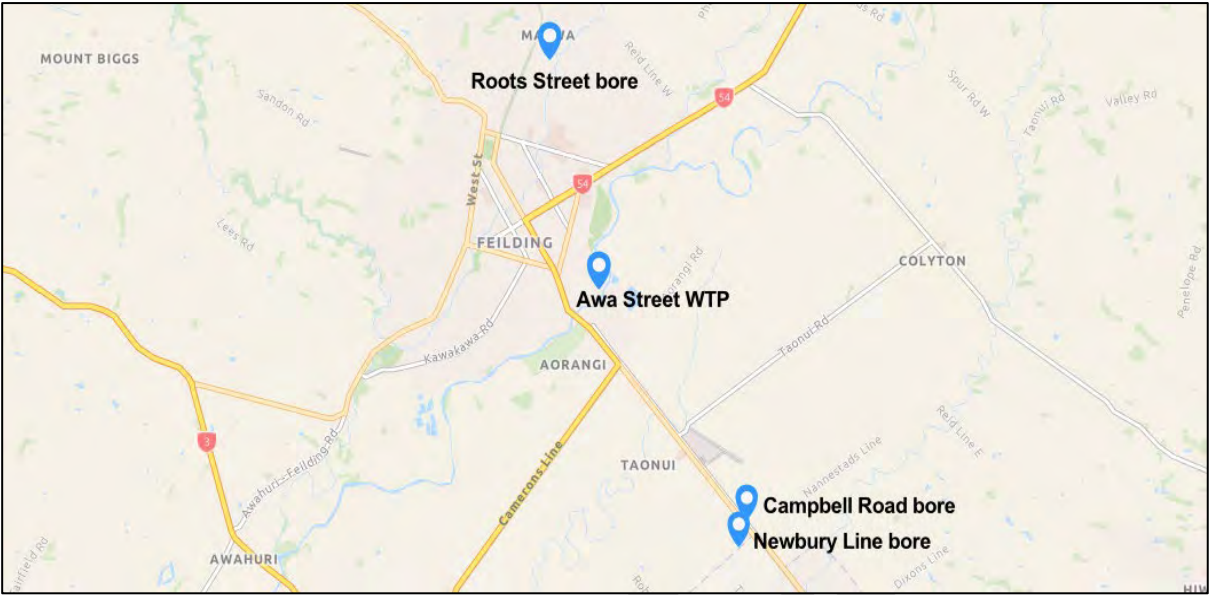 MOUNT BIGGS
Roots Street bore
Reid Line W
54
Spur Rd W
Taonui Rd
Valley Rd
Sandon Rd
West St
54
Lees Rd
FEILDING
COLYTON
Penelope Rd
Awa Street WTP
Taonui Rd
Kawakawa Rd
AORANGI
3
Awahuri-Feilding Rd
Camerons Line
TAONUI
Reid Line E
Nannestads Line
Campbell Road bore
Newbury Line bore
AWAHURI
Dixons Line